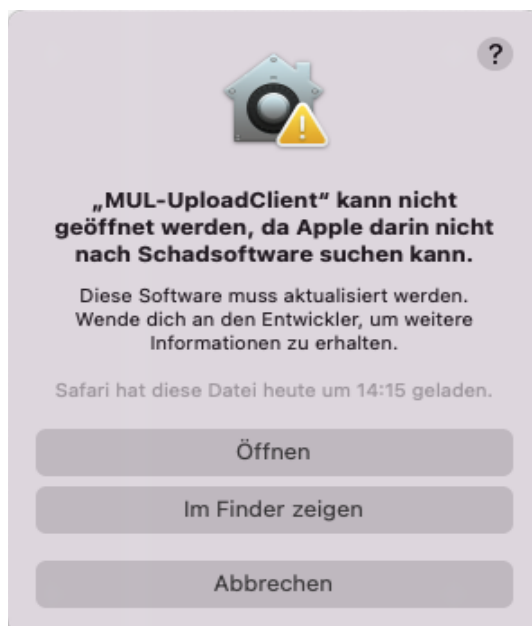 ?
„MUL-UploadClient“ kann nicht
geöffnet werden, da Apple darin nicht
nach Schadsoftware suchen kann.
Diese Software muss aktualisiert werden.
Wende dich an den Entwickler, um weitere
Informationen zu erhalten.
Safari hat diese Datei heute um 14:15 geladen.
Öffnen
Im Finder zeigen
Abbrechen